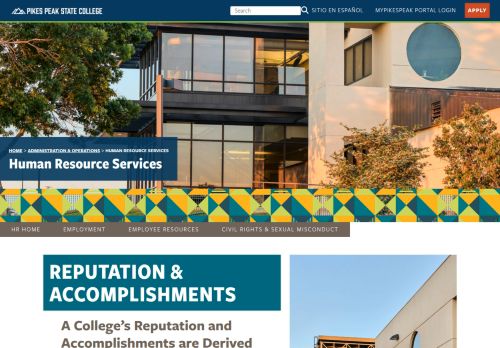 PIKES PEAK STATE COLLEGE
Search
SITIO EN ESPAÑOL
MYPIKESPEAK PORTAL LOGIN
APPLY
HOME > ADMINISTRATION & OPERATIONS > HUMAN RESOURCE SERVICES
Human Resource Services
HR HOME
EMPLOYMENT
EMPLOYEE RESOURCES
CIVIL RIGHTS & SEXUAL MISCONDUCT
REPUTATION &
ACCOMPLISHMENTS
A College's Reputation and
Accomplishments are Derived